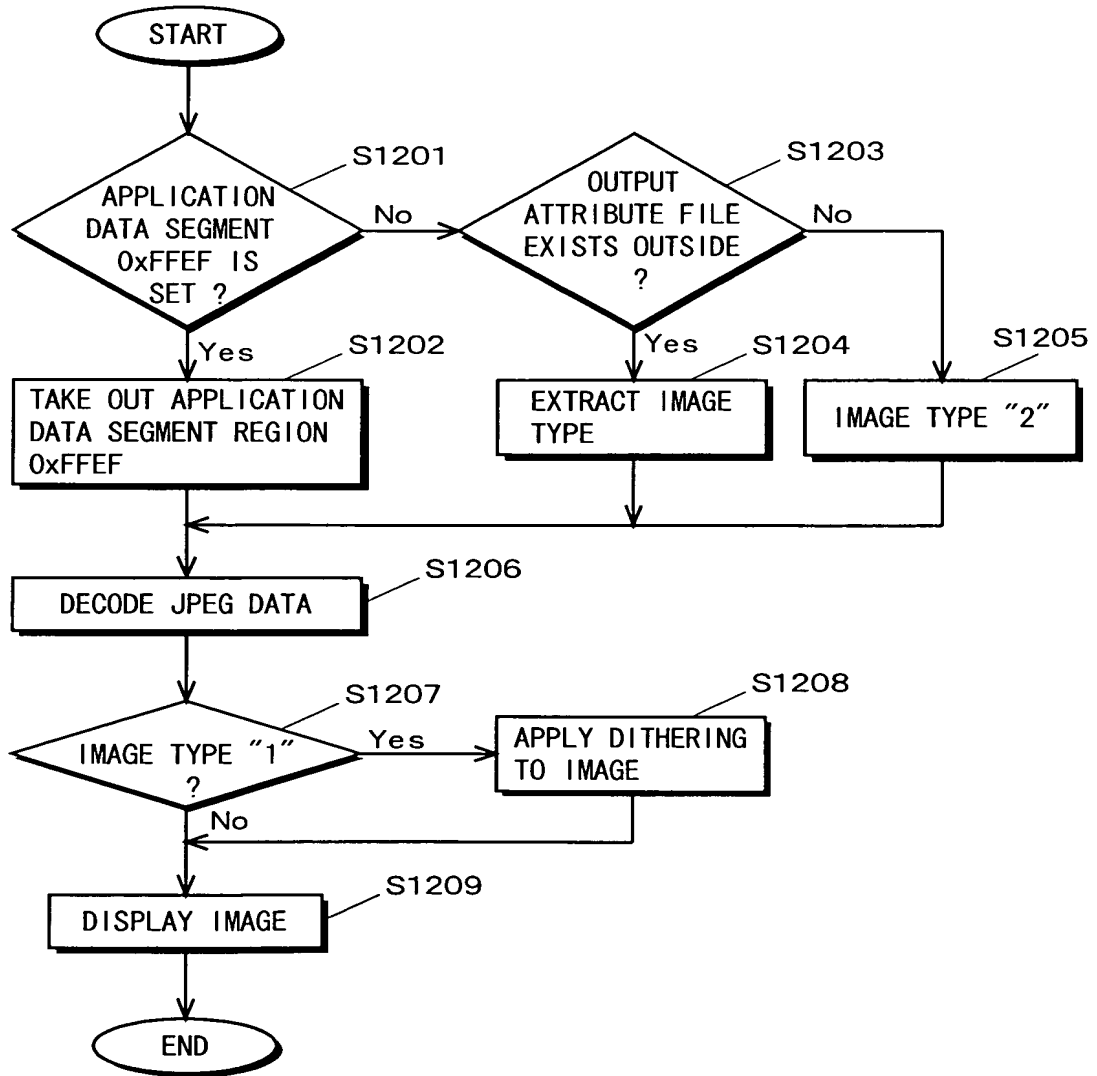 START
S1201
APPLICATION
DATA SEGMENT
0xFFEF IS
SET ?
No
S1203
OUTPUT
ATTRIBUTE FILE
EXISTS OUTSIDE
?
No
Yes
S1202
TAKE OUT APPLICATION
DATA SEGMENT REGION
0xFFEF
Yes
S1204
EXTRACT IMAGE
TYPE
S1205
IMAGE TYPE "2"
S1206
DECODE JPEG DATA
S1207
IMAGE TYPE "1"
?
Yes
S1208
APPLY DITHERING
TO IMAGE
No
S1209
DISPLAY IMAGE
END